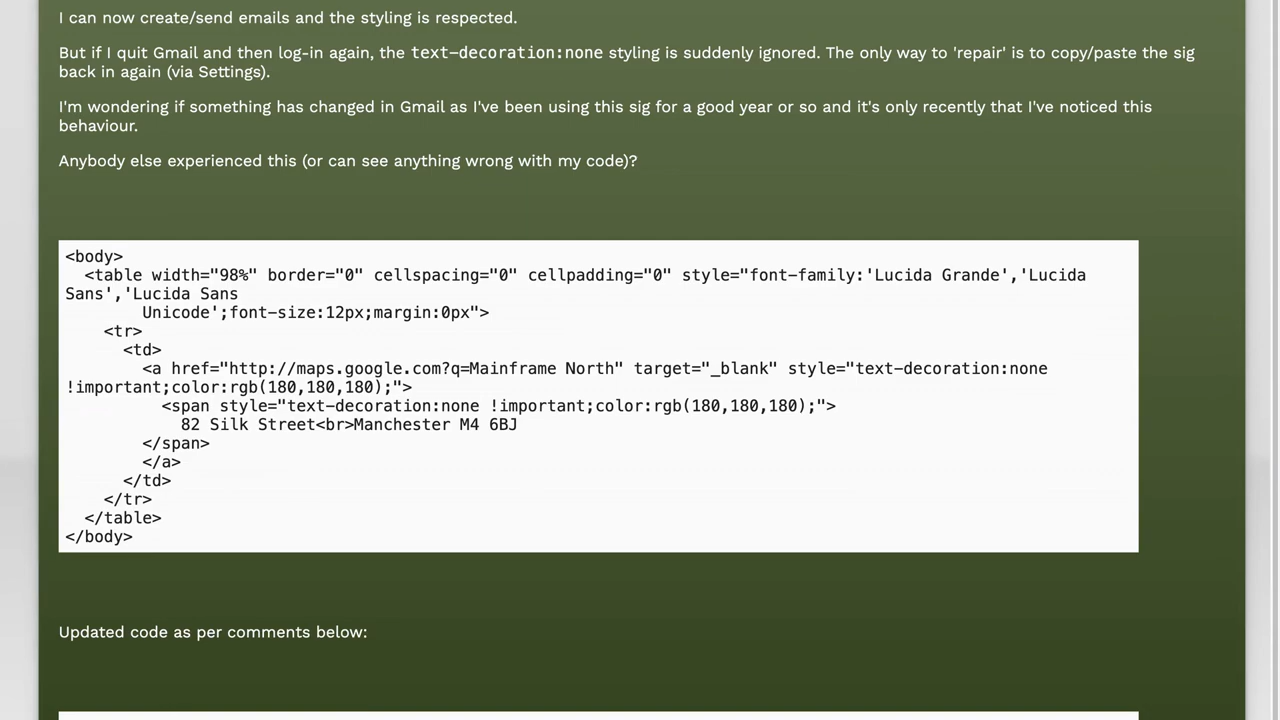 I can now create/send emails and the styling is respected.
But if I quit Gmail and then log-in again, the text-decoration:none styling is suddenly ignored. The only way to 'repair' is to copy/paste the sig
back in again (via Settings).
I'm wondering if something has changed in Gmail as I've been using this sig for a good year or so and it's only recently that I've noticed this
behaviour.
Anybody else experienced this (or can see anything wrong with my code)?
<body>
  <table width="98%" border="0" cellspacing="0" cellpadding="0" style="font-family:'Lucida Grande','Lucida
Sans','Lucida Sans
        Unicode';font-size:12px;margin:0px">
    <tr>
      <td>
        <a href="http://maps.google.com?q=Mainframe North" target="_blank" style="text-decoration:none
!important;color:rgb(180,180,180);">
          <span style="text-decoration:none !important;color:rgb(180,180,180);">
            82 Silk Street<br>Manchester M4 6BJ
        </span>
        </a>
      </td>
    </tr>
  </table>
</body>
Updated code as per comments below: